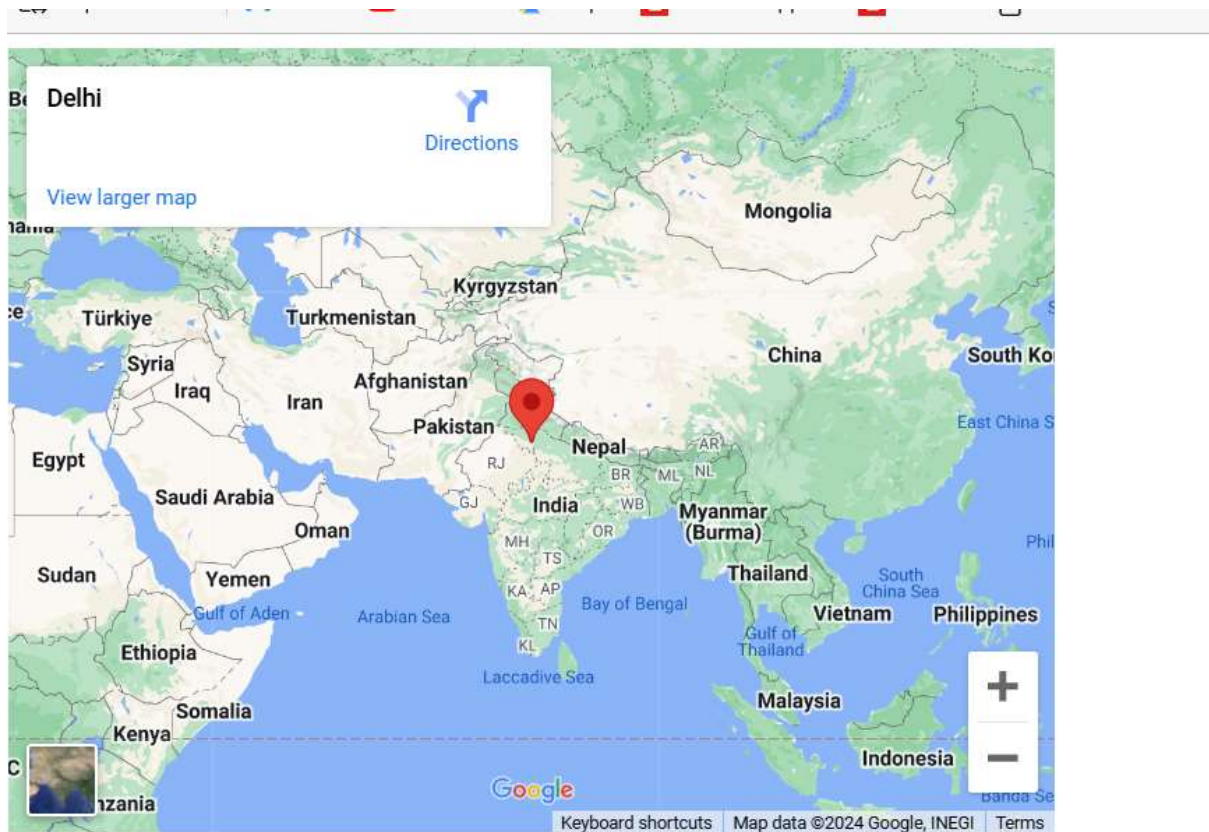 Delhi
Directions
View larger map
Mongolia
Kyrgyzstan
Türkiye
Turkmenistan
China
South Ko
Syria
Afghanistan
Iraq
Iran
Pakistan
East China S
Nepal
AR
Egypt
RJ
BR
ML
NL
Saudi Arabia
GJ
India
WB
Myanmar
(Burma)
Oman
OR
MH
Phil
TS
Sudan
Yemen
Thailand
South
China Sea
KA
AP
Gulf of Aden
Arabian Sea
Bay of Bengal
Vietnam
Philippines
TN
Gulf of
Thailand
KL
Ethiopia
Laccadive Sea
Malaysia
Somalia
Kenya
Indonesia
Google
nzania
Banda Se
Keyboard shortcuts
Map data ©2024 Google, INEGI
Terms